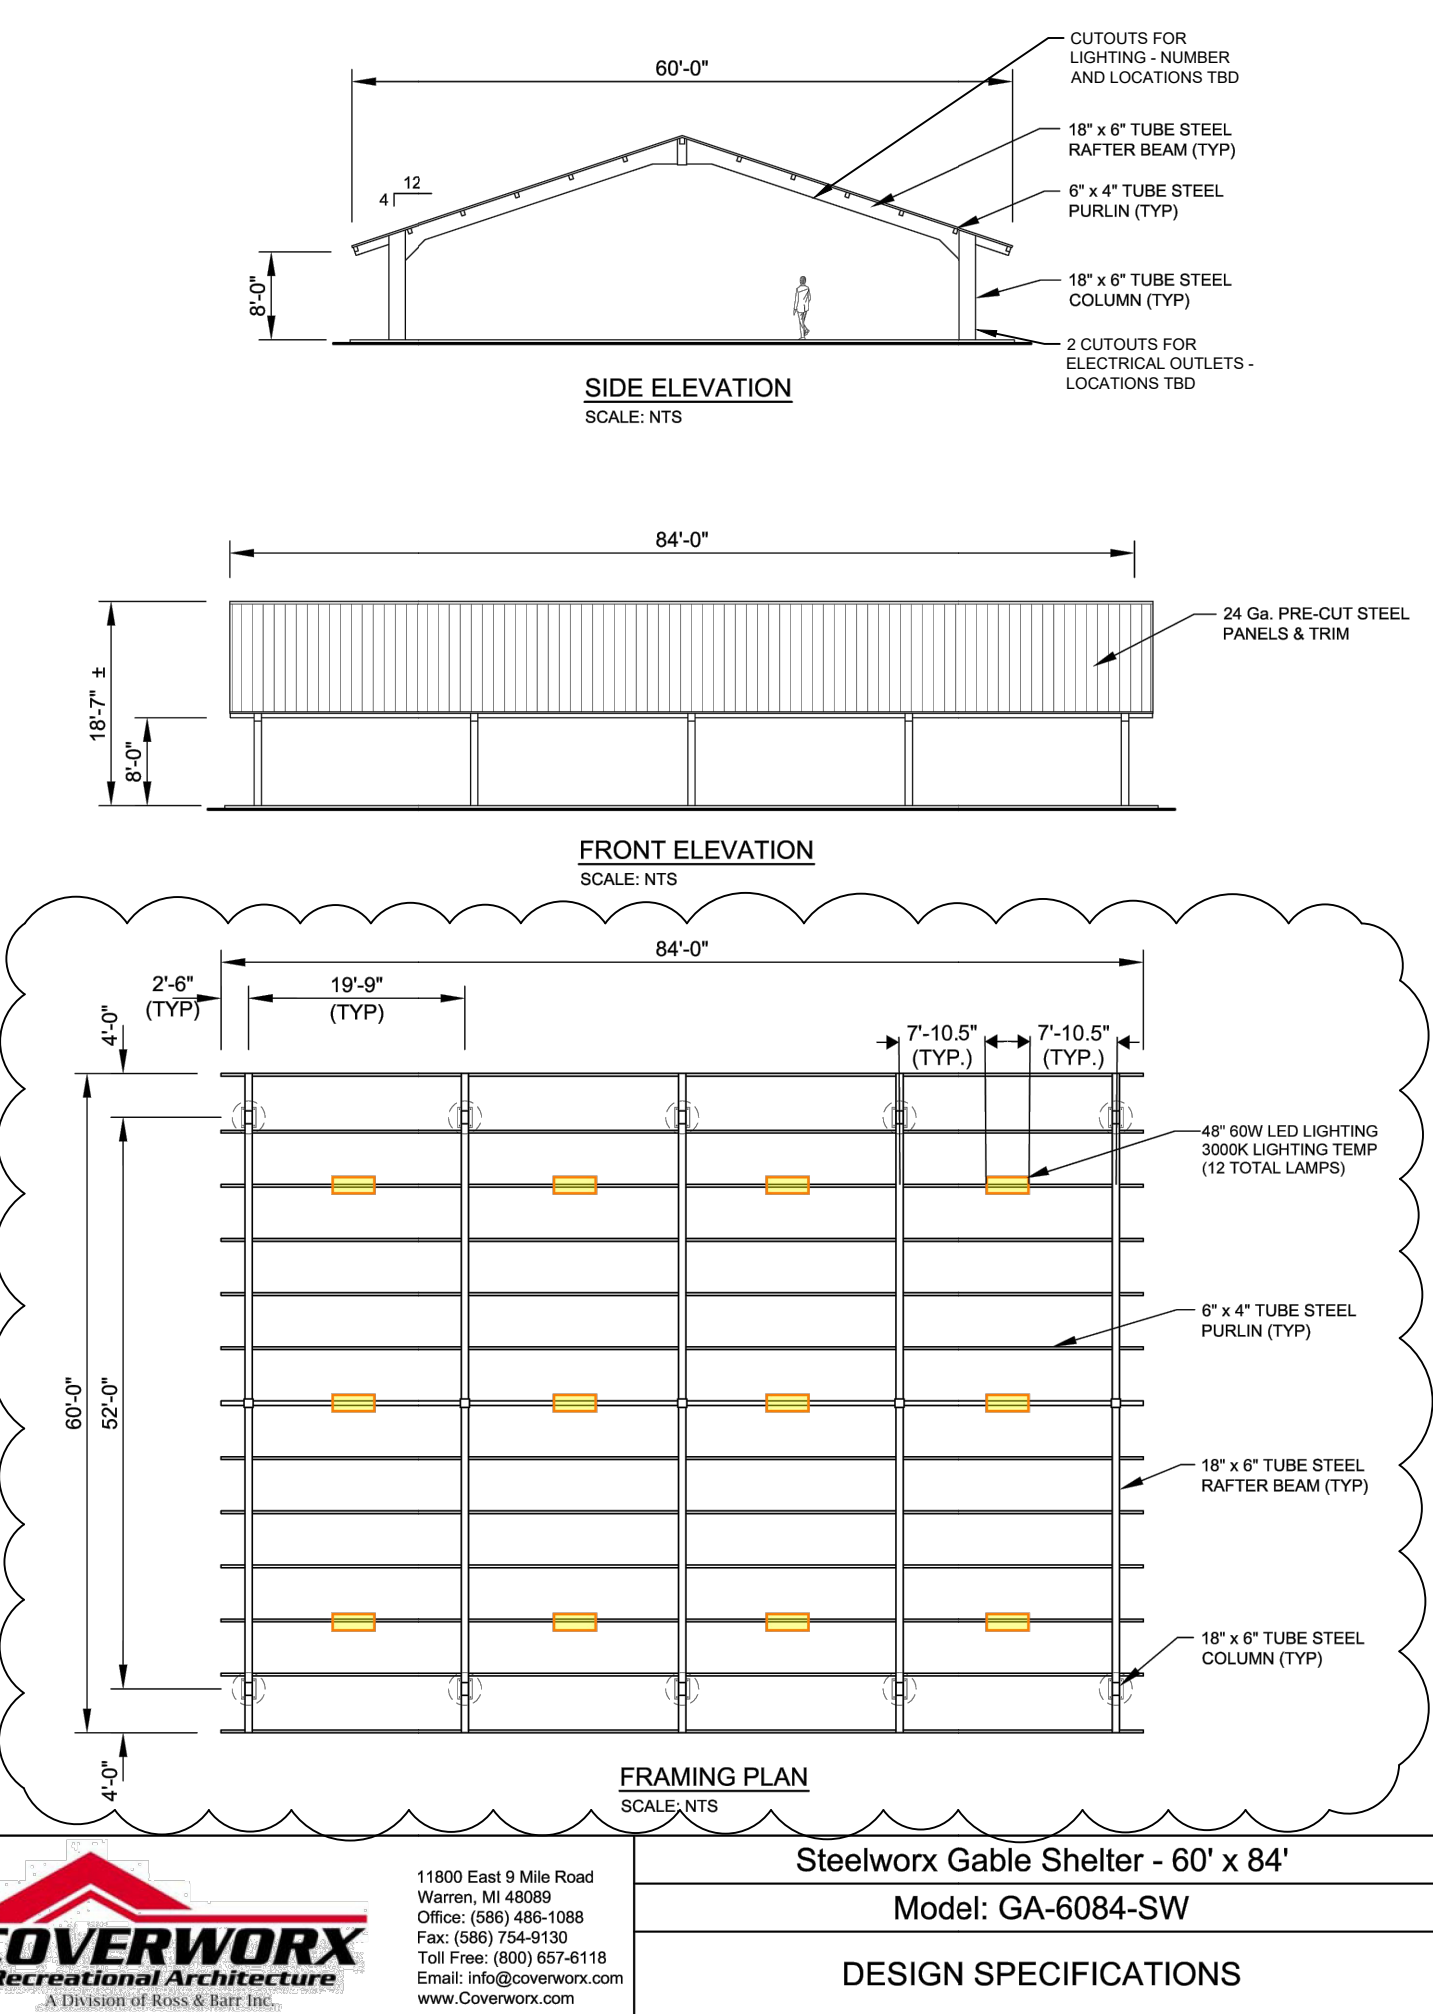 60'-0"
CUTOUTS FOR
LIGHTING - NUMBER
AND LOCATIONS TBD
18" x 6" TUBE STEEL
RAFTER BEAM (TYP)
12
4
6" x 4" TUBE STEEL
PURLIN (TYP)
8'-0"
18" x 6" TUBE STEEL
COLUMN (TYP)
2 CUTOUTS FOR
ELECTRICAL OUTLETS -
LOCATIONS TBD
SIDE ELEVATION
SCALE: NTS
84'-0"
24 Ga. PRE-CUT STEEL
PANELS & TRIM
18'-7" ±
8'-0"
FRONT ELEVATION
SCALE: NTS
84'-0"
2'-6"
(TYP)
19'-9"
(TYP)
4'-0"
7'-10.5"
(TYP.)
7'-10.5"
(TYP.)
48" 60W LED LIGHTING
3000K LIGHTING TEMP
(12 TOTAL LAMPS)
6" x 4" TUBE STEEL
PURLIN (TYP)
60'-0"
52'-0"
18" x 6" TUBE STEEL
RAFTER BEAM (TYP)
18" x 6" TUBE STEEL
COLUMN (TYP)
4'-0"
FRAMING PLAN
SCALE: NTS
COVERWORX
Recreational Architecture
A Division of Ross & Barr Inc.
11800 East 9 Mile Road
Warren, MI 48089
Office: (586) 486-1088
Fax: (586) 754-9130
Toll Free: (800) 657-6118
Email: info@coverworx.com
www.Coverworx.com
Steelworx Gable Shelter - 60' x 84'
Model: GA-6084-SW
DESIGN SPECIFICATIONS